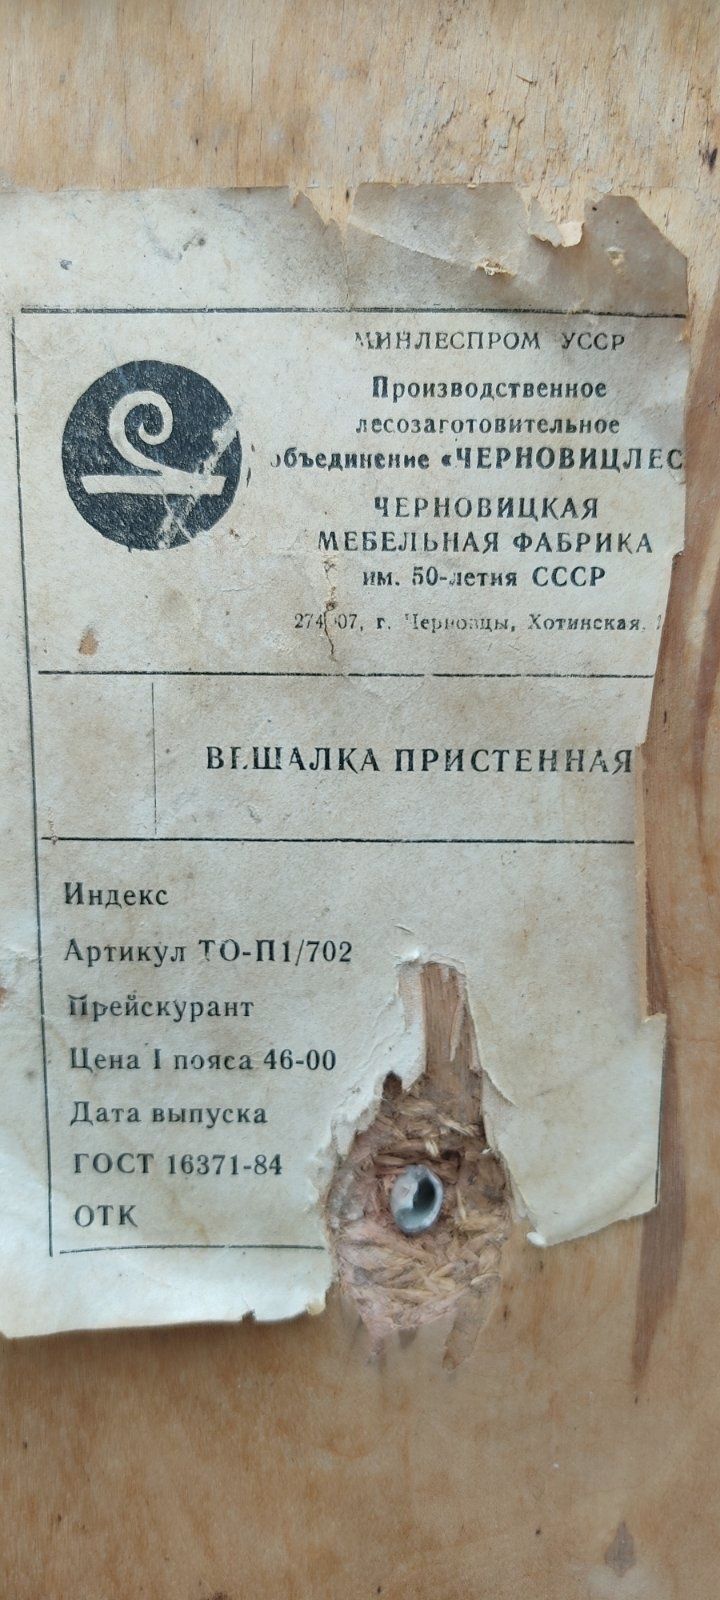 МИНЛЕСПРОМ УССР
Производственное
лесозаготовительное
объединение «ЧЕРНОВИЦЛЕС
ЧЕРНОВИЦКАЯ
МЕБЕЛЬНАЯ ФАБРИКА
им. 50-летия СССР
г. Черновцы, Хотинская,
ВЕШАЛКА ПРИСТЕННАЯ
Индекс
Артикул ТО-П1/702
Прейскурант
Цена I пояса 46-00
Дата выпуска
ГОСТ 16371-84
ОТК